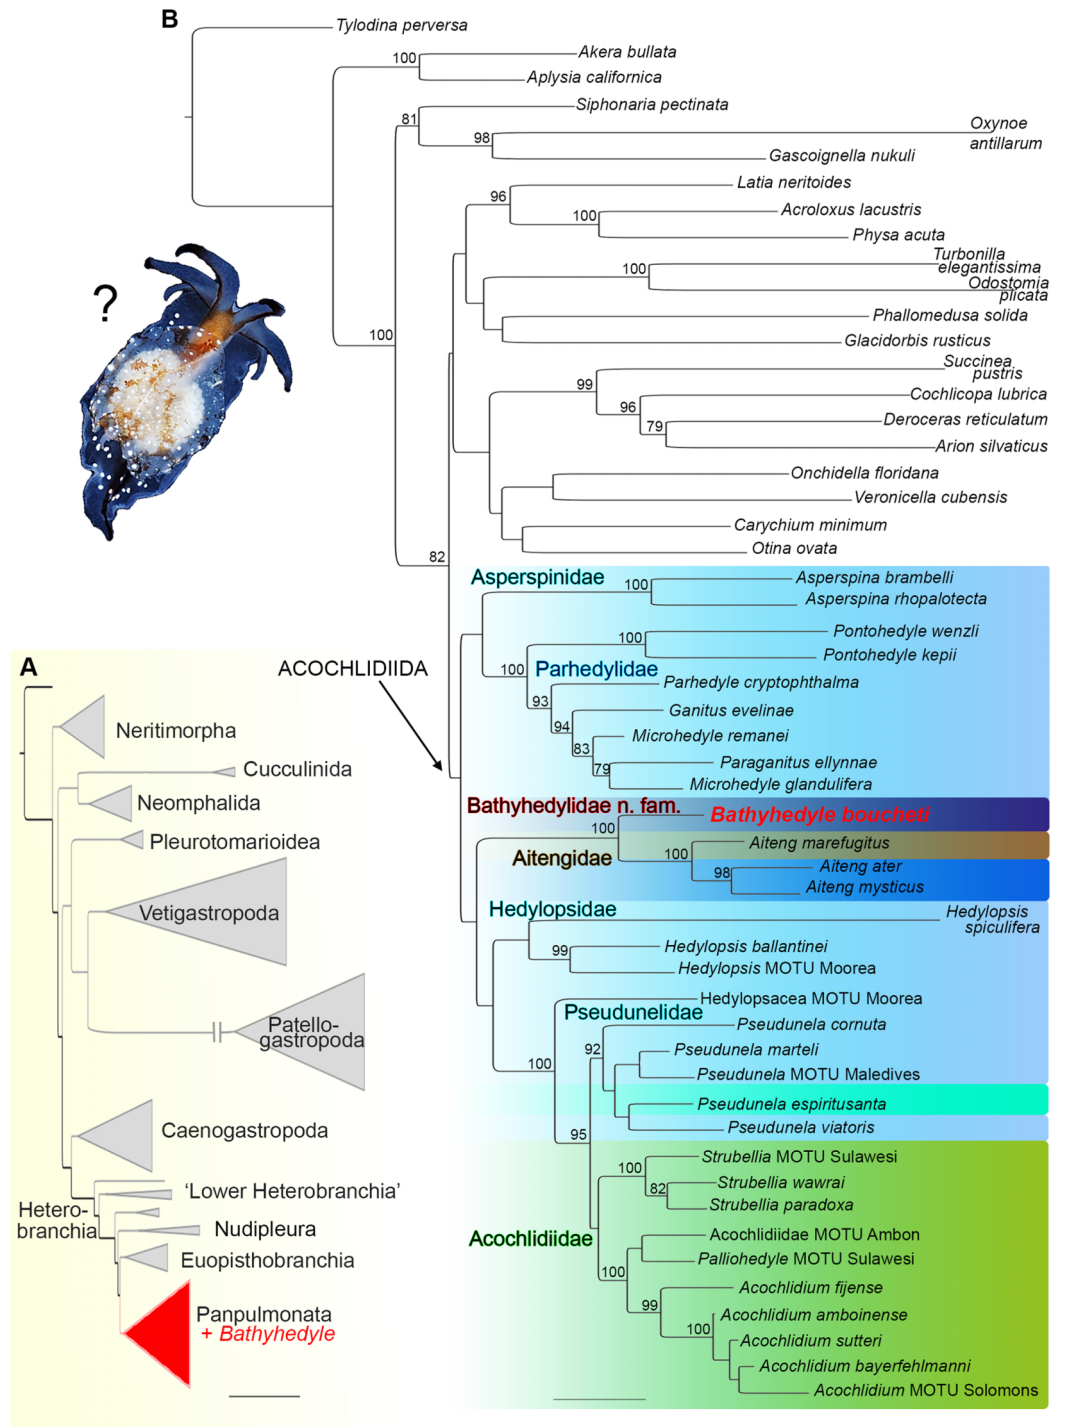 B
Tylodina perversa
100
Akera bullata
Aplysia californica
81
Siphonaria pectinata
98
Oxynoe
antillarum
Gascoignella nukuli
96
Latia neritoides
100
Acroloxus lacustris
Physa acuta
?
100
Turbonilla
elegantissima
Odostomia
plicata
Phallomedusa solida
100
Glacidorbis rusticus
99
Succinea
pustris
96
Cochlicopa lubrica
79
Deroceras reticulatum
Arion silvaticus
Onchidella floridana
Veronicella cubensis
Carychium minimum
82
Otina ovata
Asperspinidae
100
Asperspina brambelli
Asperspina rhopalotecta
100
Pontohedyle wenzli
Pontohedyle kepii
ACOCHLIDIIDA
100
Parhedylidae
Parhedyle cryptophthalma
93
Ganitus evelinae
94
Microhedyle remanei
83
Paraganitus ellynnae
79
Microhedyle glandulifera
Bathyhedylidae n. fam.
Bathyhedyle boucheti
100
Aitengidae
100
Aiteng marefugitus
98
Aiteng ater
Aiteng mysticus
Hedylopsidae
Hedylopsis
spiculifera
99
Hedylopsis ballantinei
Hedylopsis MOTU Moorea
Hedylopsacea MOTU Moorea
Pseudunelidae
Pseudunela cornuta
92
Pseudunela marteli
100
Pseudunela MOTU Maledives
Pseudunela espiritusanta
95
Pseudunela viatoris
Strubellia MOTU Sulawesi
100
Strubellia wawrai
82
Strubellia paradoxa
Acochlidiidae
Acochlidiidae MOTU Ambon
Palliohedyle MOTU Sulawesi
100
Acochlidium fijense
99
Acochlidium amboinense
100
Acochlidium sutteri
Acochlidium bayerfehlmanni
Acochlidium MOTU Solomons
A
Neritimorpha
Cucculinida
Neomphalida
Pleurotomarioidea
Vetigastropoda
Patello-
gastropoda
Caenogastropoda
'Lower Heterobranchia'
Hetero-
branchia
Nudipleura
Euopisthobranchia
Panpulmonata
+ Bathyhedyle